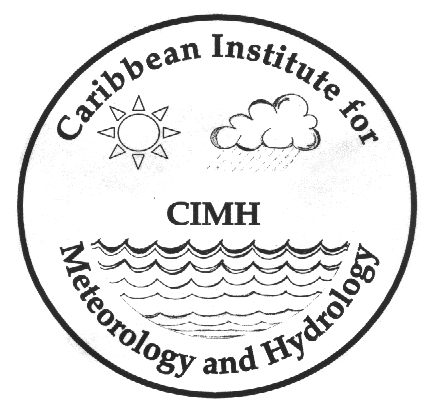 Caribbean Institute for
CIMH
Meteorology and Hydrology